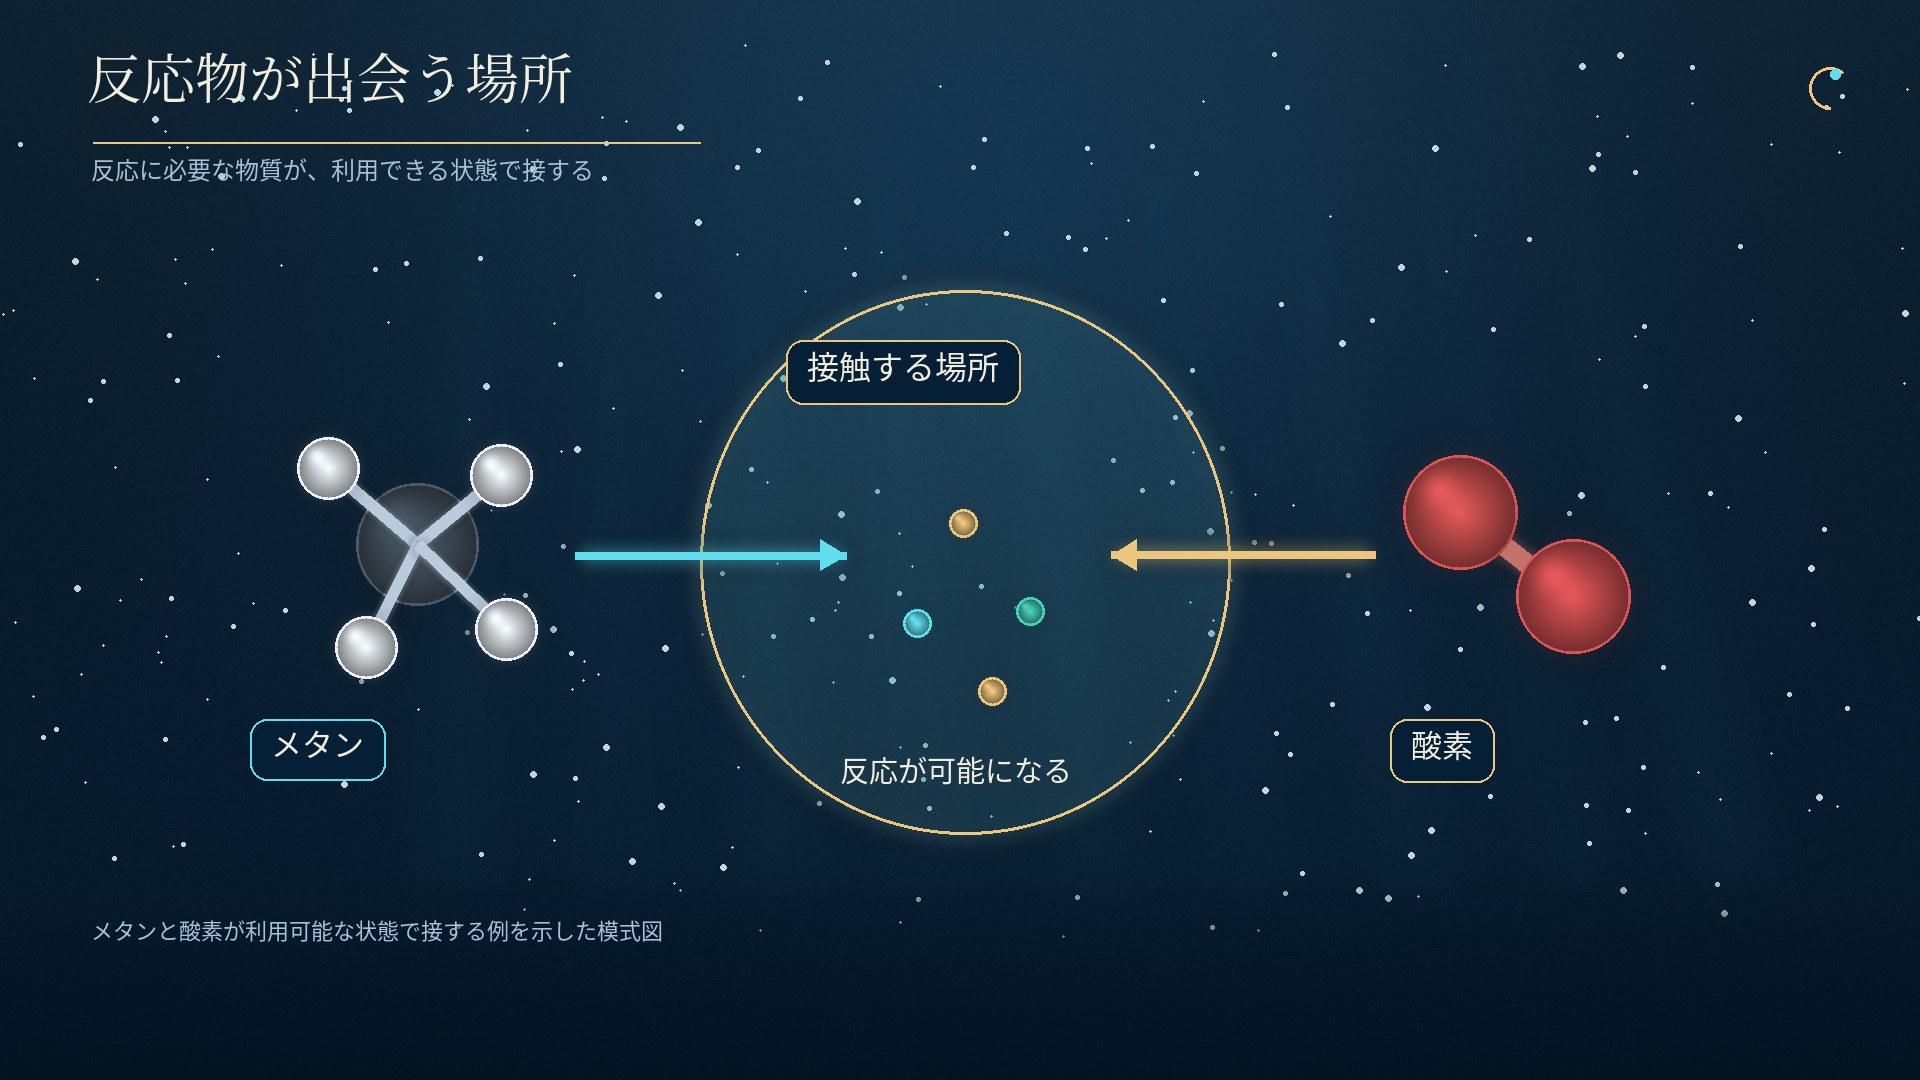 反応物が出会う場所
反応に必要な物質が、利用できる状態で接する
接触する場所
メタン
酸素
反応が可能になる
メタンと酸素が利用可能な状態で接する例を示した模式図